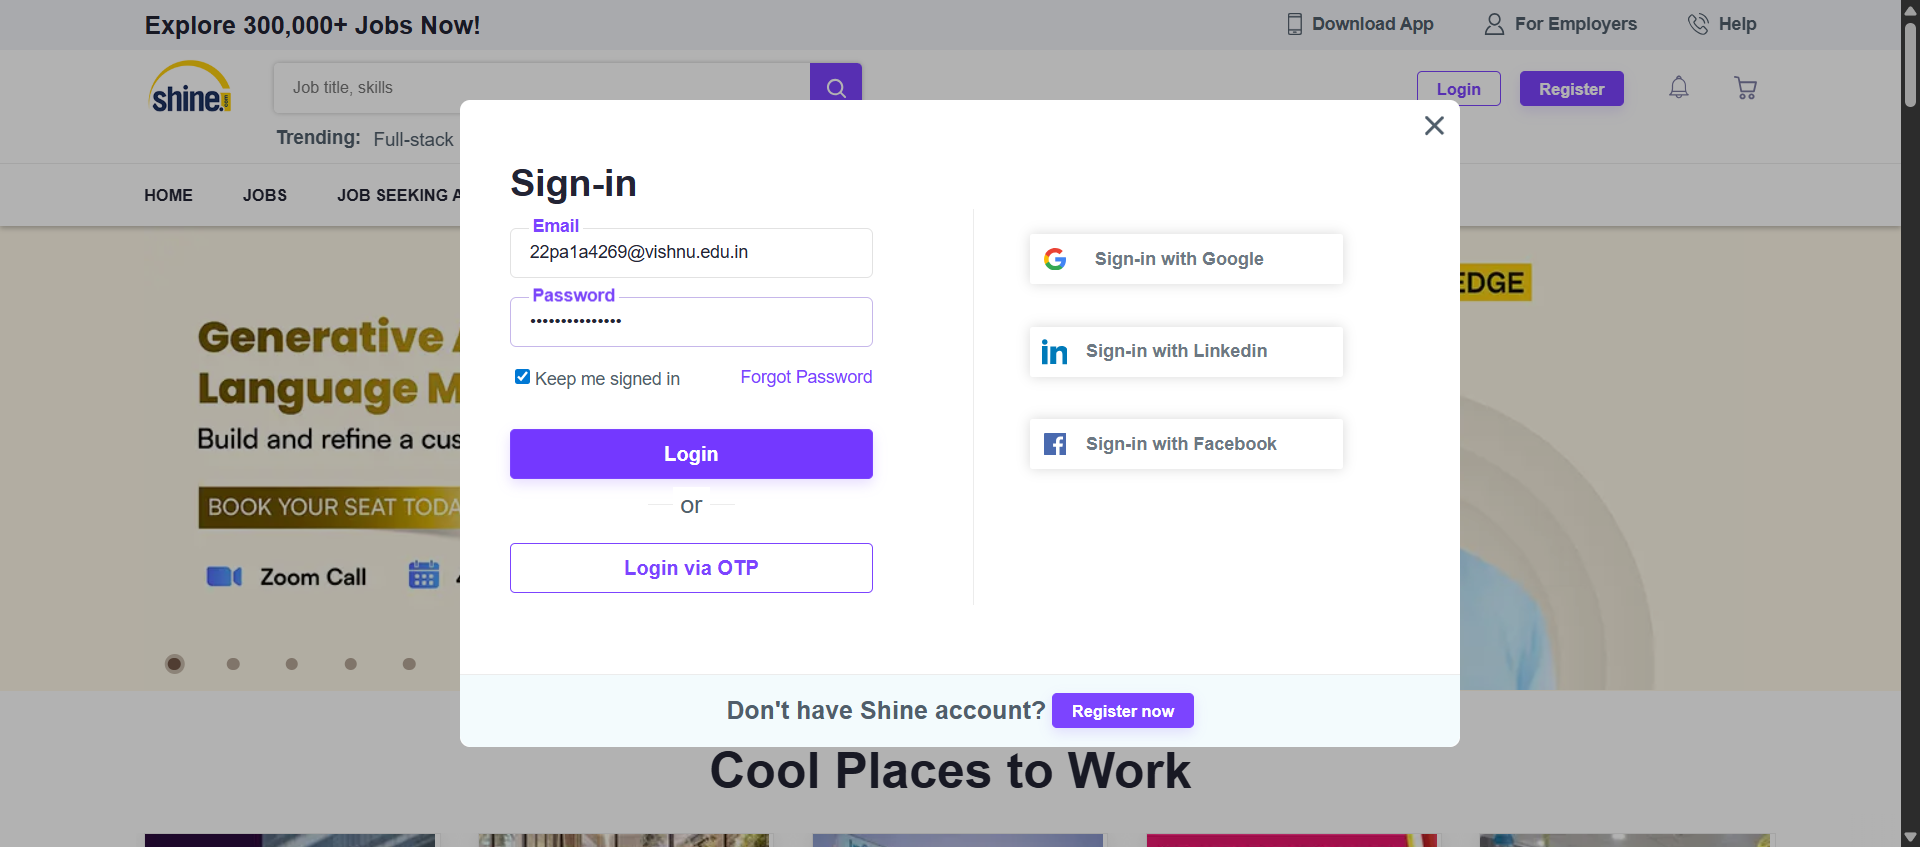 Explore 300,000+ Jobs Now!
Download App
For Employers
Help
shine.com
Job title, skills
Login
Register
Trending: Full-stack
HOME
JOBS
JOB SEEKING A
Sign-in
Email
22pa1a4269@vishnu.edu.in
Password
•••••••••••••••
Keep me signed in
Forgot Password
Login
or
Login via OTP
Sign-in with Google
Sign-in with Linkedin
Sign-in with Facebook
Don't have Shine account?
Register now
EDGE
Generative
Language M
Build and refine a cus
BOOK YOUR SEAT TODA
Zoom Call
Cool Places to Work